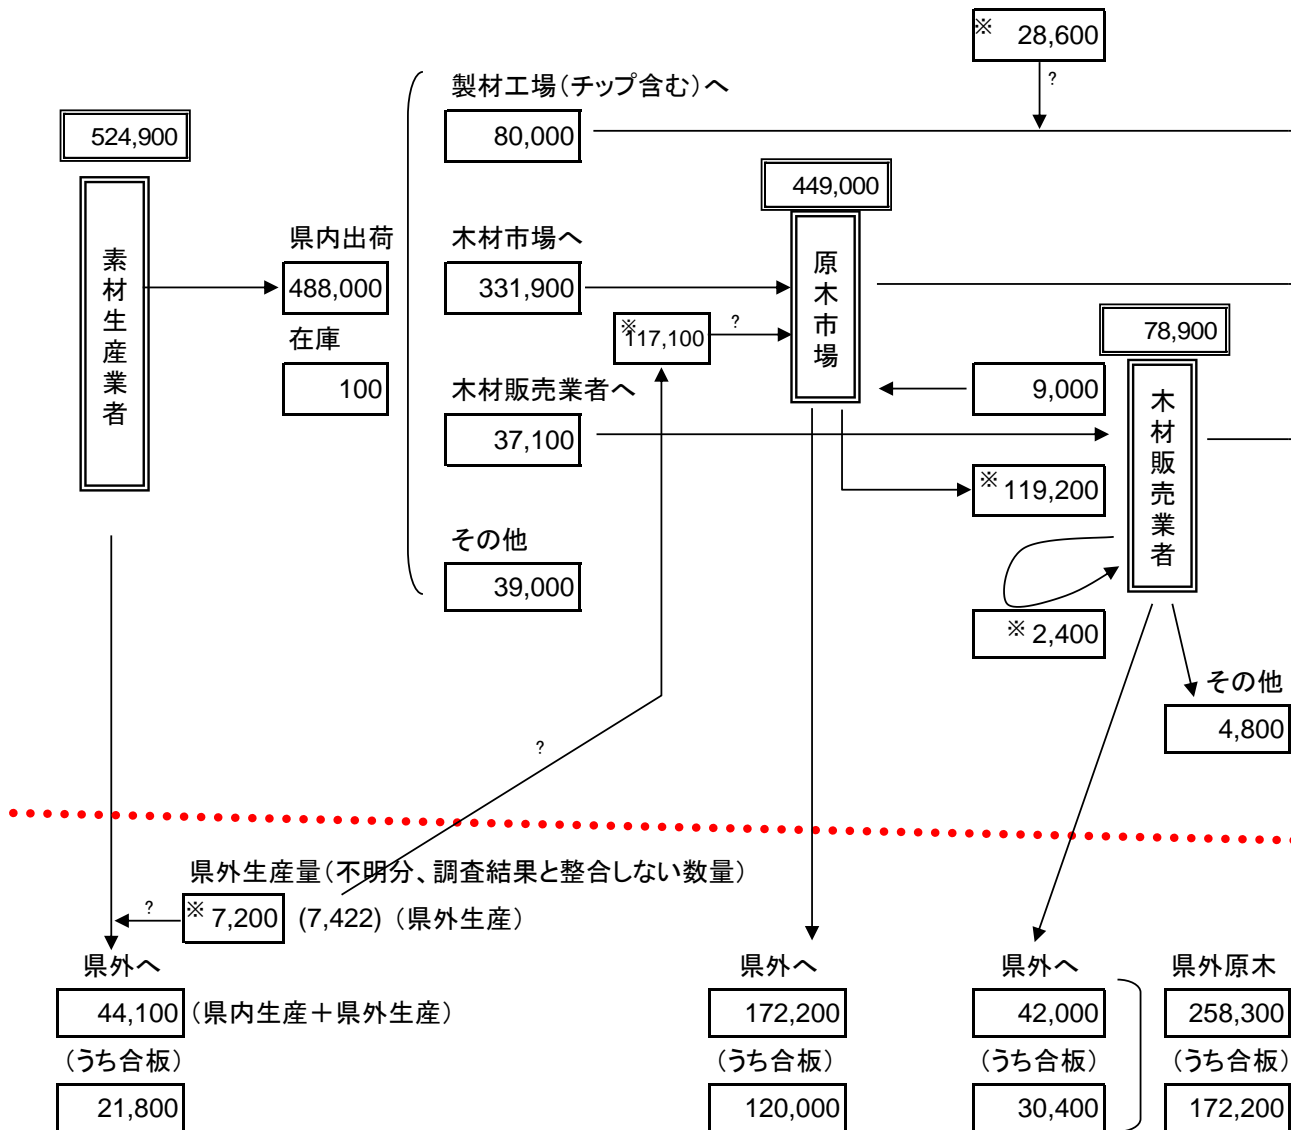 ※ 28,600
?
製材工場（チップ含む）へ
80,000
524,900
素材生産業者
449,000
原木市場
県内出荷
488,000
木材市場へ
331,900
在庫
100
※117,100
?
78,900
木材販売業者
9,000
木材販売業者へ
37,100
※ 119,200
その他
39,000
※ 2,400
その他
4,800
?
県外生産量（不明分、調査結果と整合しない数量）
?
※ 7,200 (7,422)（県外生産）
県外へ
44,100（県内生産＋県外生産）
（うち合板）
21,800
県外へ
172,200
（うち合板）
120,000
県外へ
42,000
（うち合板）
30,400
県外原木
258,300
（うち合板）
172,200